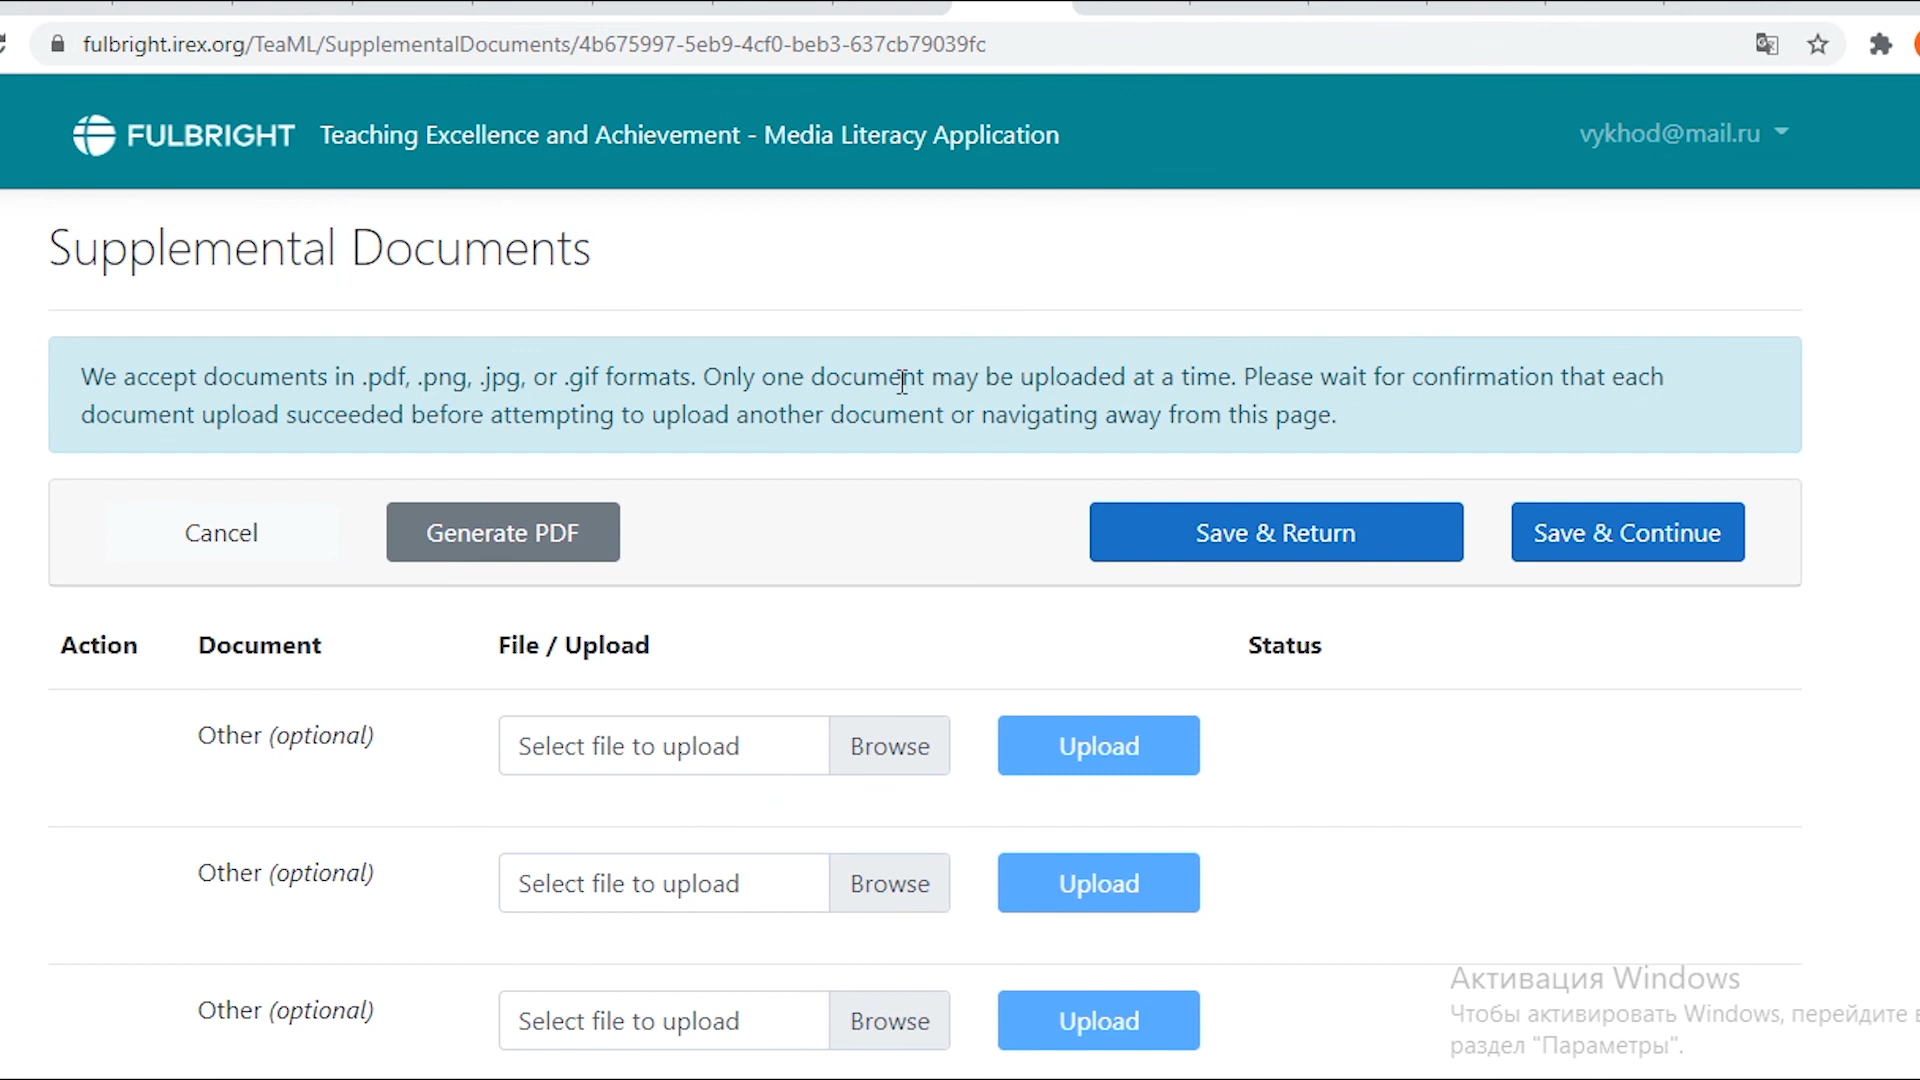 fulbright.irex.org/TeaML/SupplementalDocuments/4b675997-5eb9-4cf0-beb3-637cb79039fc
FULBRIGHT Teaching Excellence and Achievement - Media Literacy Application
vykhod@mail.ru
Supplemental Documents
We accept documents in .pdf, .png, .jpg, or .gif formats. Only one document may be uploaded at a time. Please wait for confirmation that each
document upload succeeded before attempting to upload another document or navigating away from this page.
Cancel Generate PDF Save & Return Save & Continue
Action Document File / Upload Status
Other (optional) Select file to upload Browse Upload
Other (optional) Select file to upload Browse Upload
Other (optional) Select file to upload Browse Upload
Активация Windows
Чтобы активировать Windows, перейдите в
раздел "Параметры".